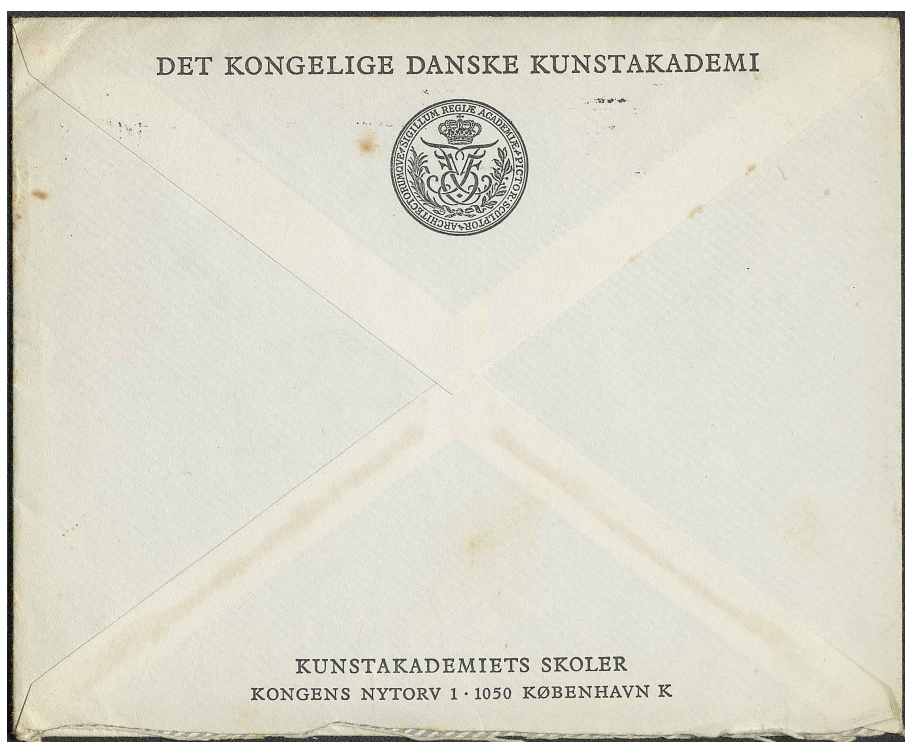 DET KONGELIGE DANSKE KUNSTAKADEMI
SIGILLUM REGIÆ ACADEMIÆ PICTOR SCULPTOR ARCHITECTORUMQVE
KUNSTAKADEMIETS SKOLER
KONGENS NYTORV 1 · 1050 KØBENHAVN K